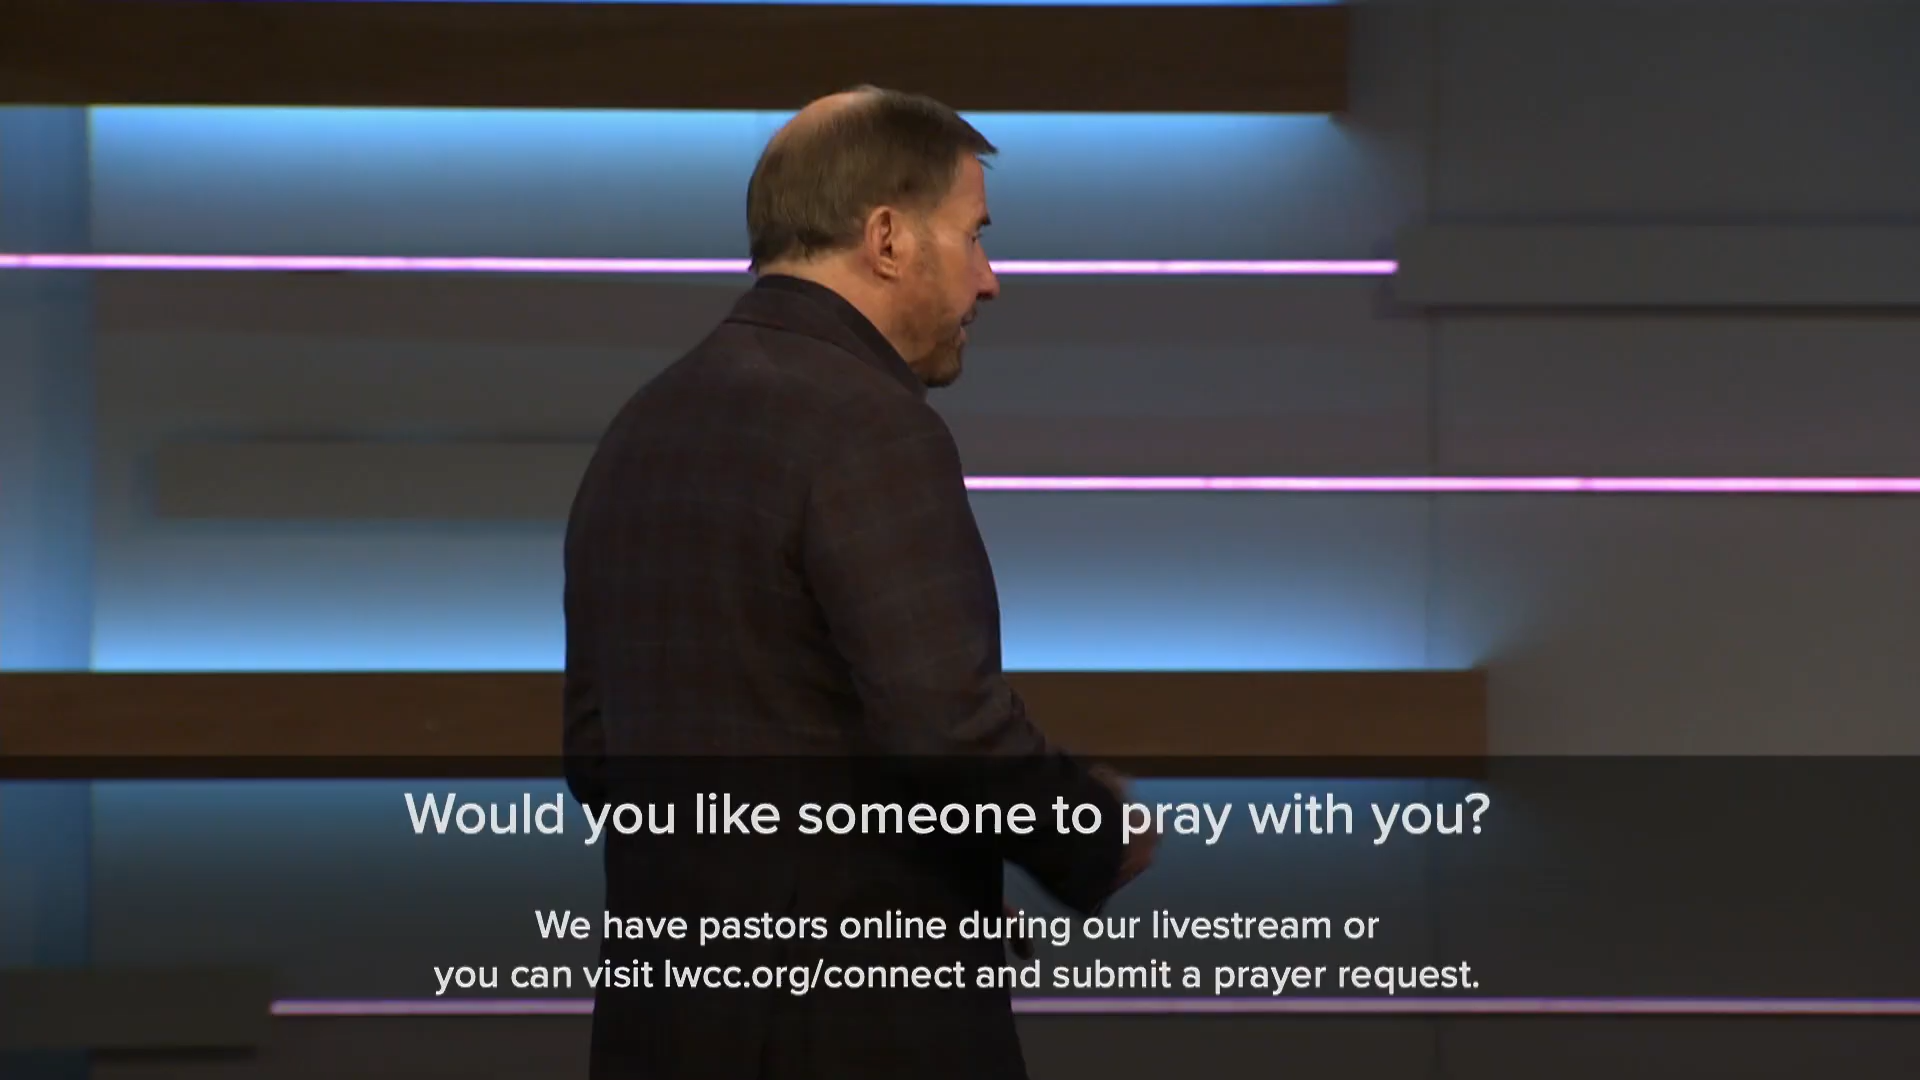 Would you like someone to pray with you?
We have pastors online during our livestream or
you can visit lwcc.org/connect and submit a prayer request.